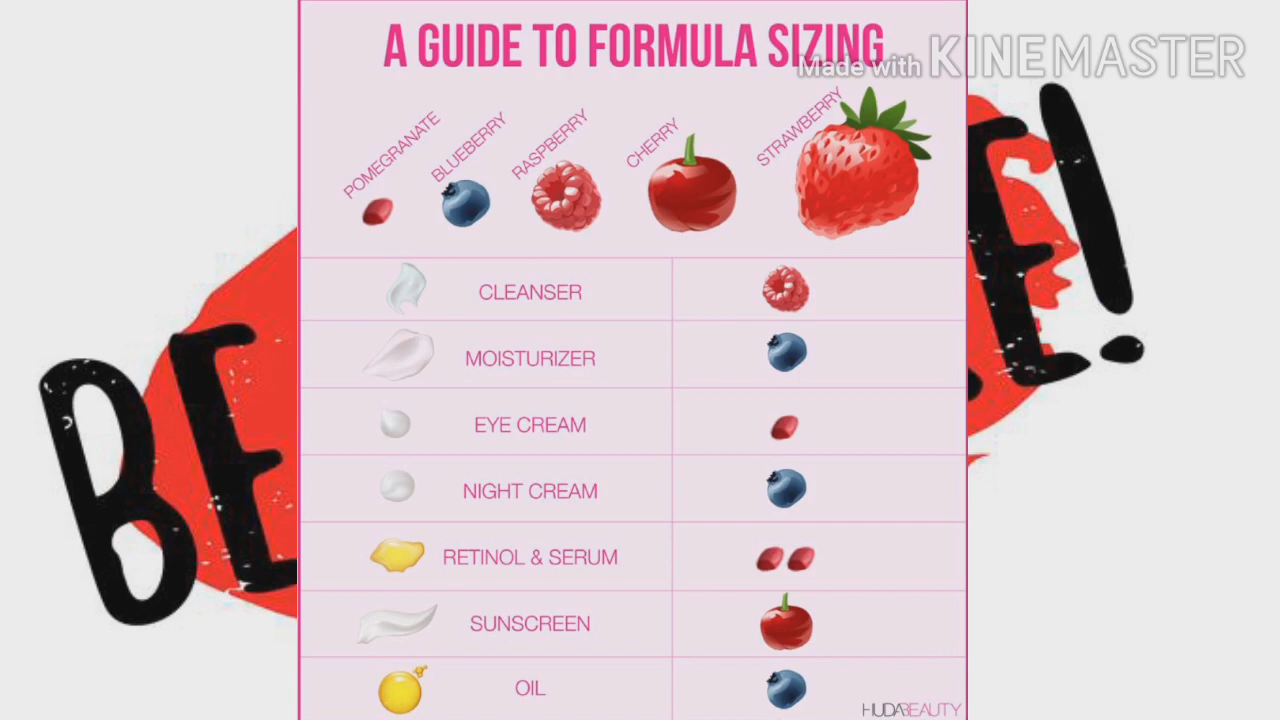 A GUIDE TO FORMULA SIZING
Made with KINEMASTER
POMEGRANATE
BLUEBERRY
RASPBERRY
CHERRY
STRAWBERRY
CLEANSER
MOISTURIZER
EYE CREAM
NIGHT CREAM
RETINOL & SERUM
SUNSCREEN
OIL
HUDABEAUTY